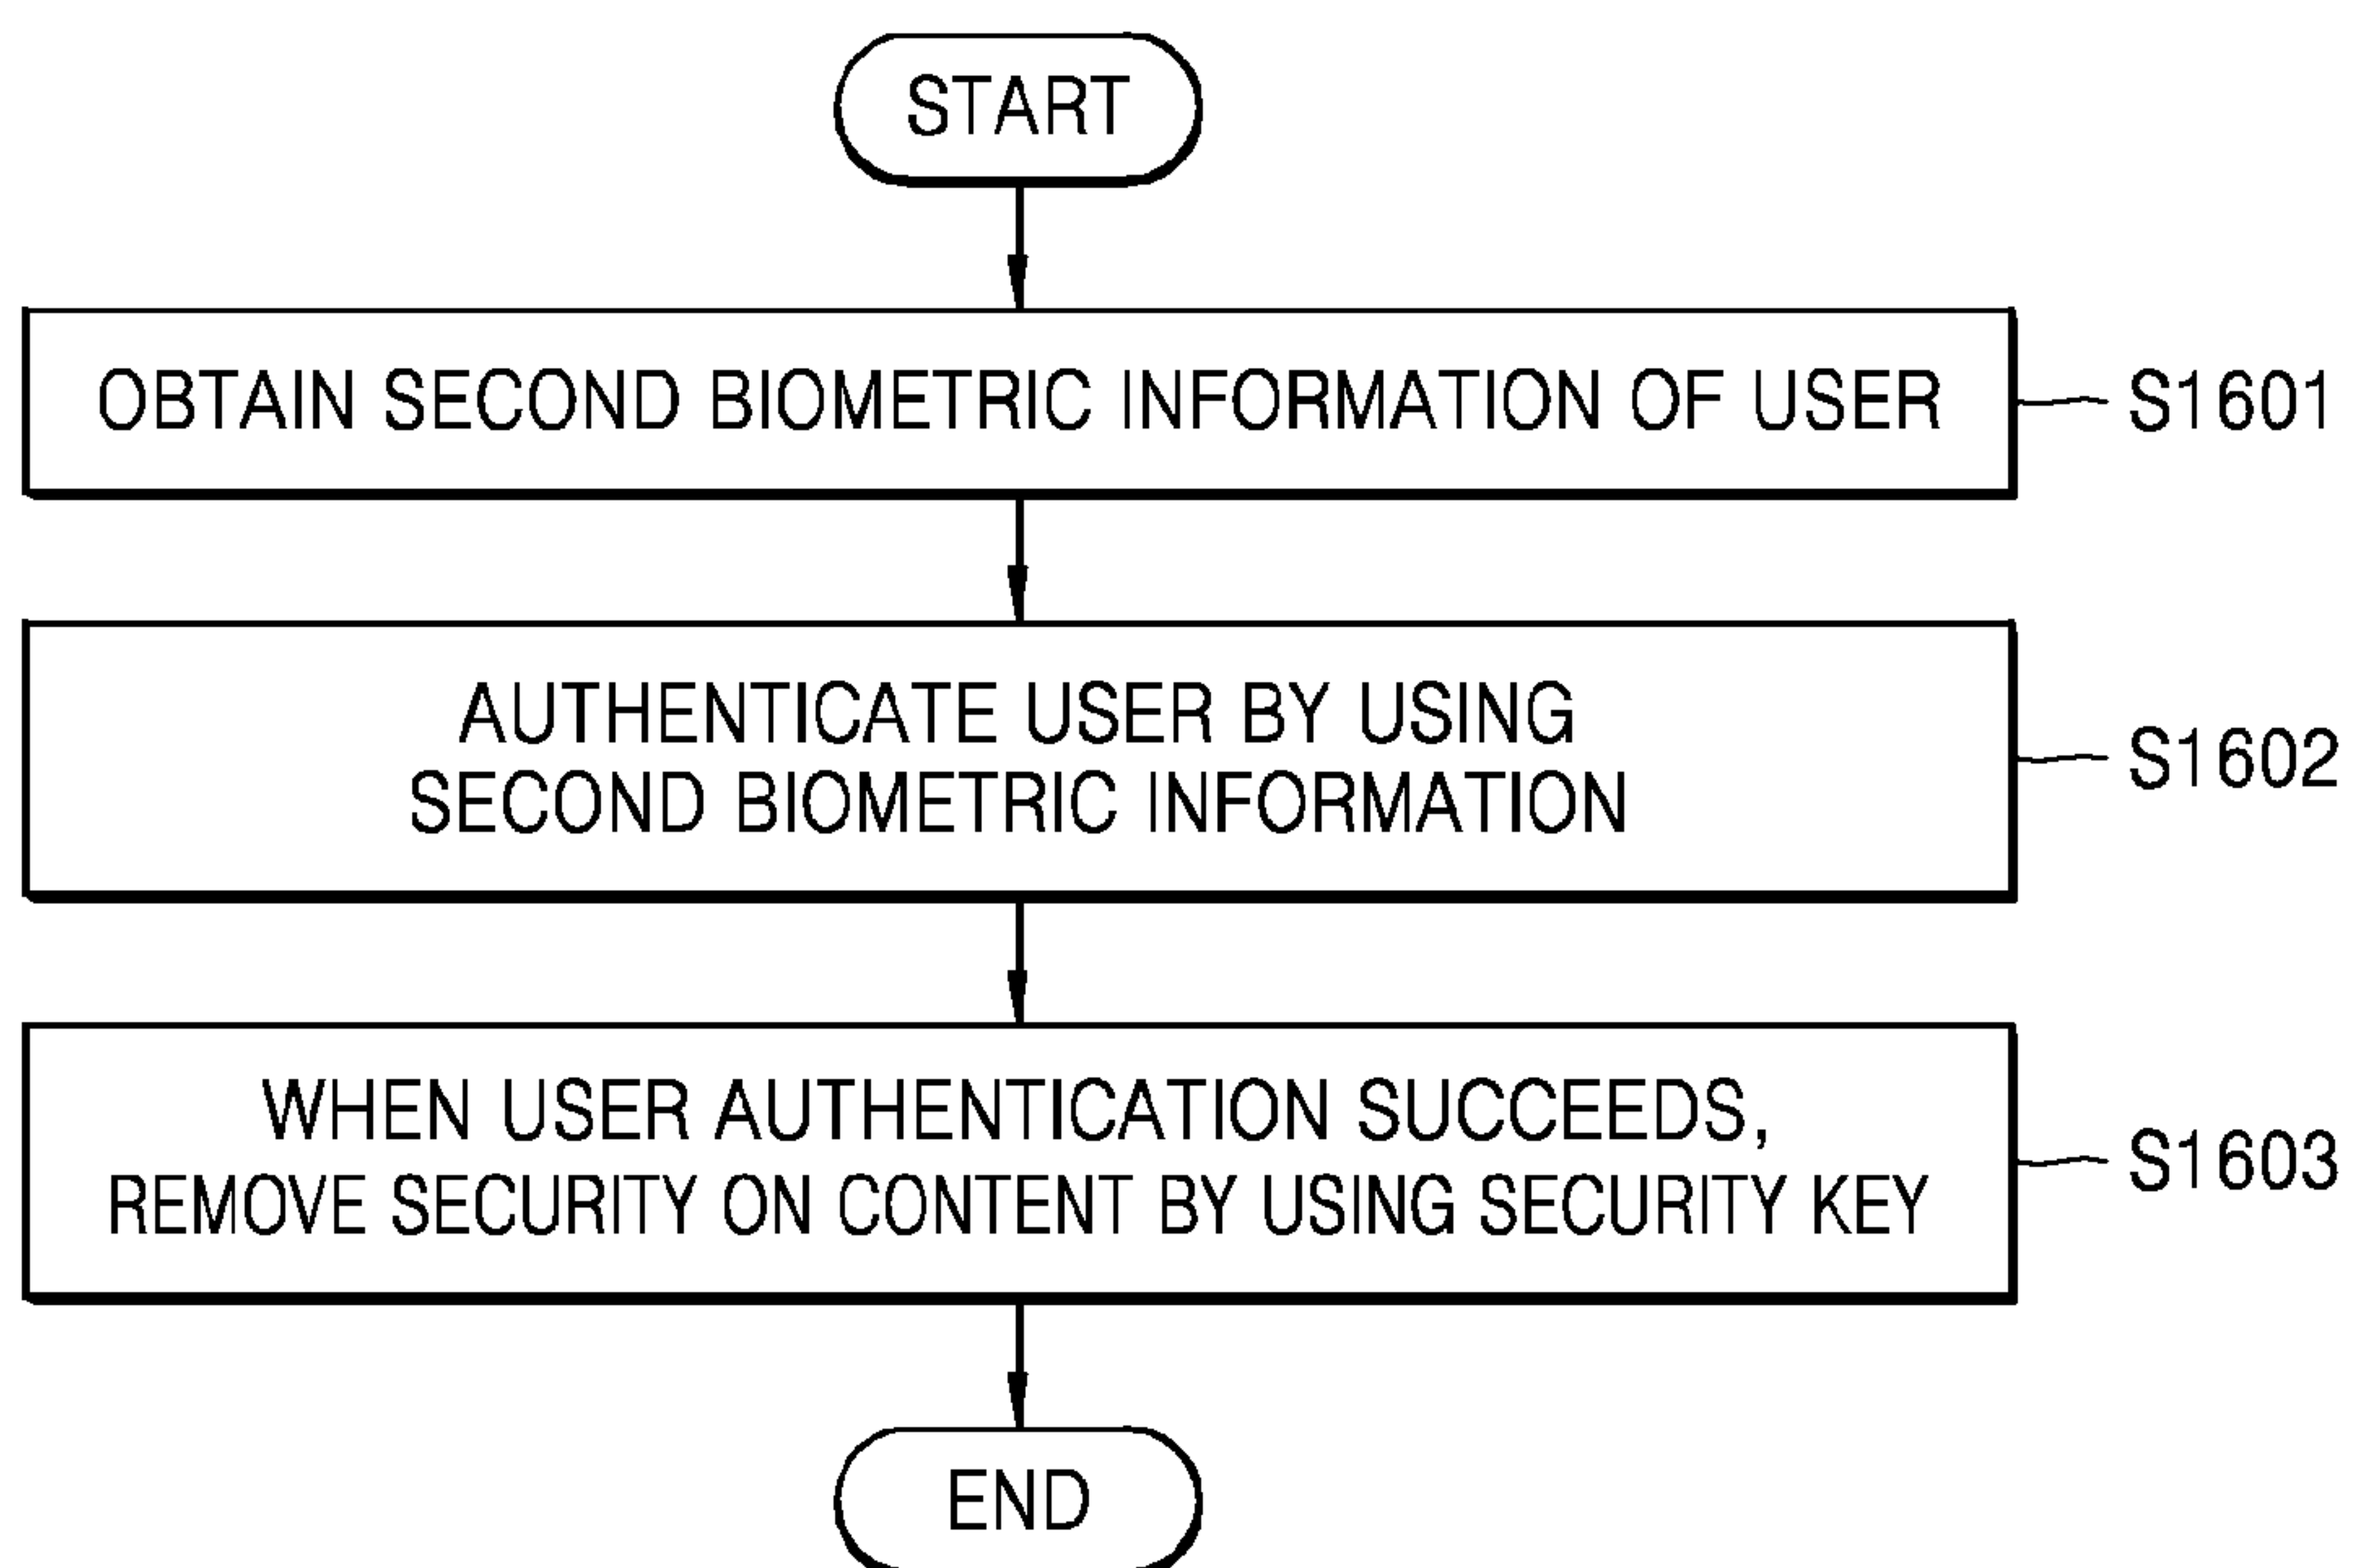 START
OBTAIN SECOND BIOMETRIC INFORMATION OF USER
S1601
AUTHENTICATE USER BY USING
SECOND BIOMETRIC INFORMATION
S1602
WHEN USER AUTHENTICATION SUCCEEDS,
REMOVE SECURITY ON CONTENT BY USING SECURITY KEY
S1603
END